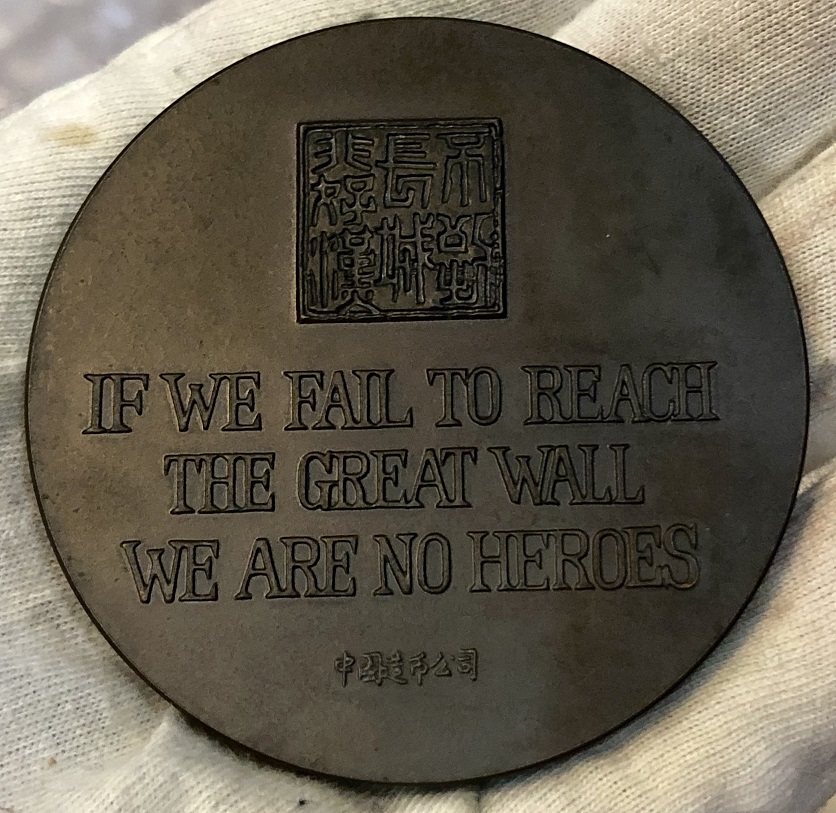 不到
長城
非好漢
IF WE FAIL TO REACH
THE GREAT WALL
WE ARE NO HEROES
中国造币公司